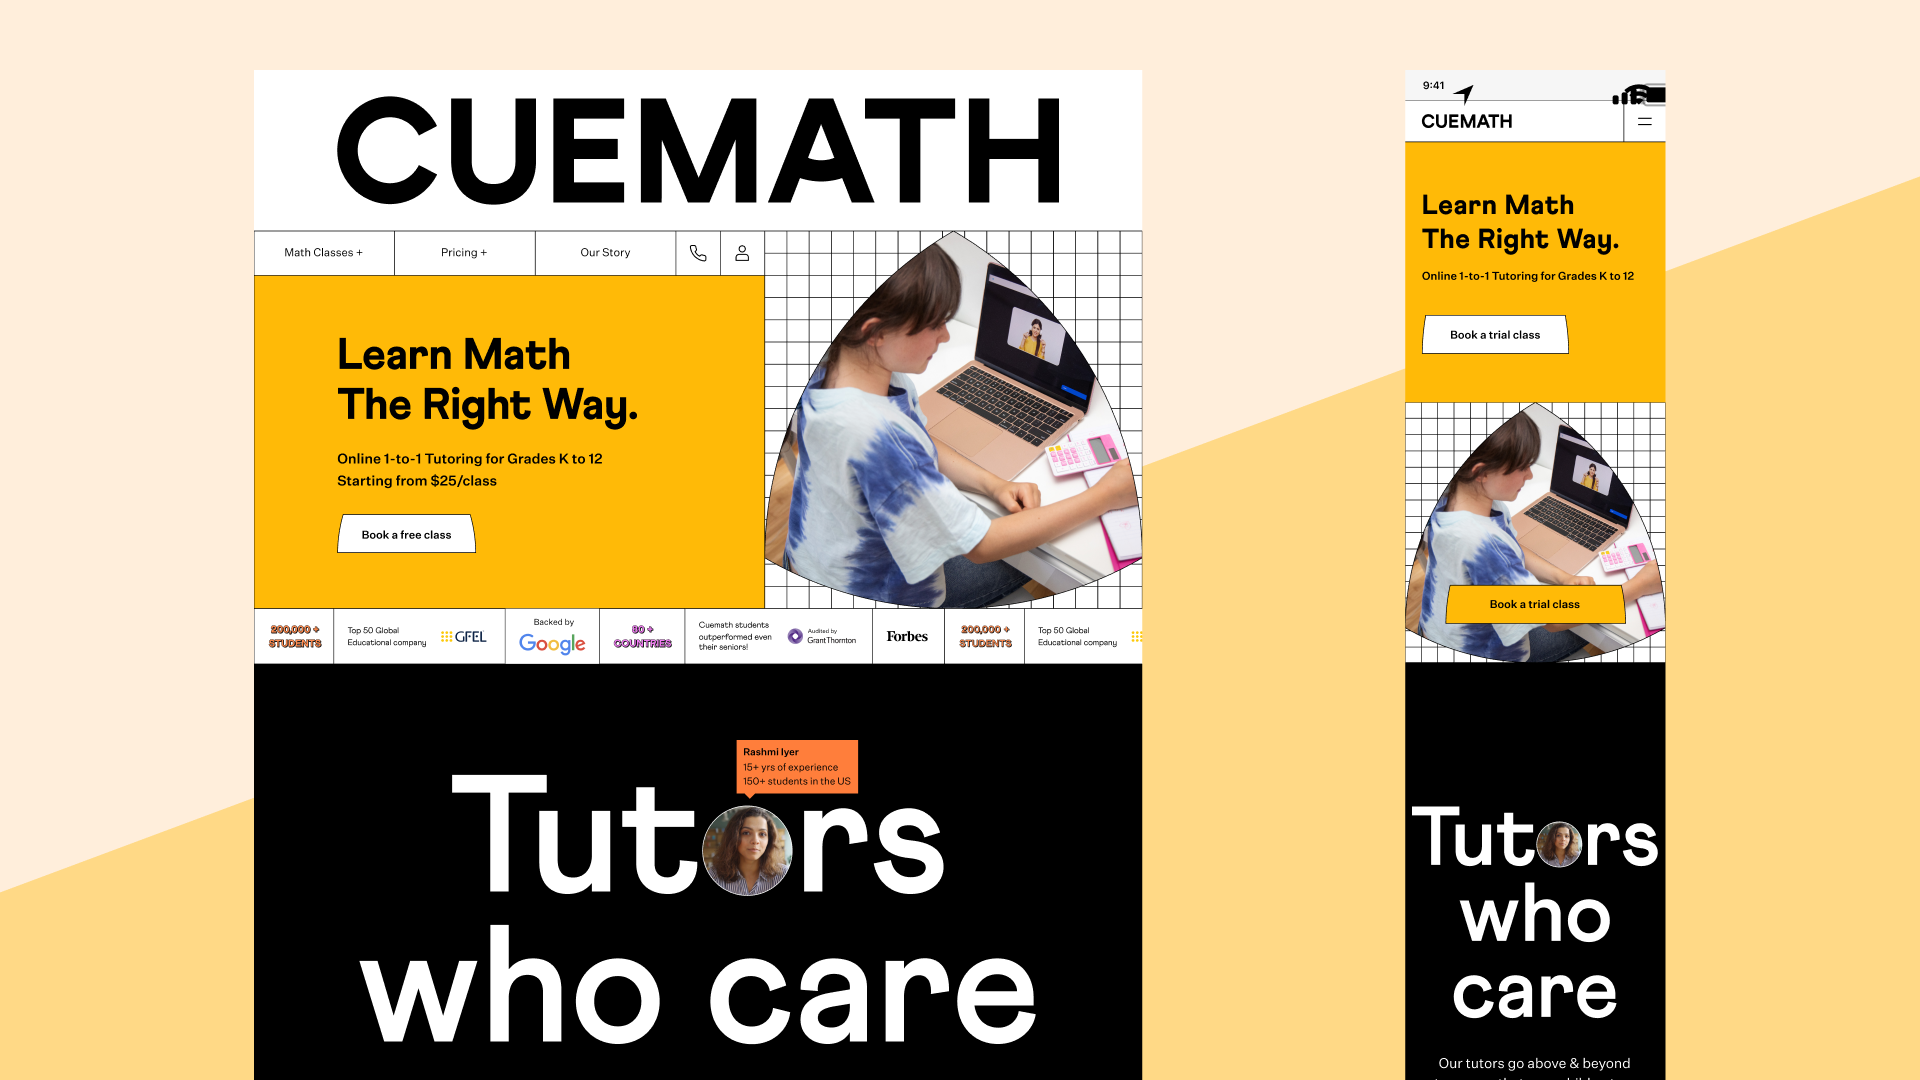 CUEMATH
Math Classes +
Pricing +
Our Story
Learn Math
The Right Way.
Online 1-to-1 Tutoring for Grades K to 12
Starting from $25/class
Book a free class
200,000 +
STUDENTS
Top 50 Global
Educational company
GFEL
Backed by
Google
80 +
COUNTRIES
Cuemath students
outperformed even
their seniors!
Audited by
Grant Thornton
Forbes
200,000 +
STUDENTS
Top 50 Global
Educational company
Rashmi Iyer
15+ yrs of experience
150+ students in the US
Tutors
who care
9:41
CUEMATH
Learn Math
The Right Way.
Online 1-to-1 Tutoring for Grades K to 12
Book a trial class
Book a trial class
Tutors
who
care
Our tutors go above & beyond